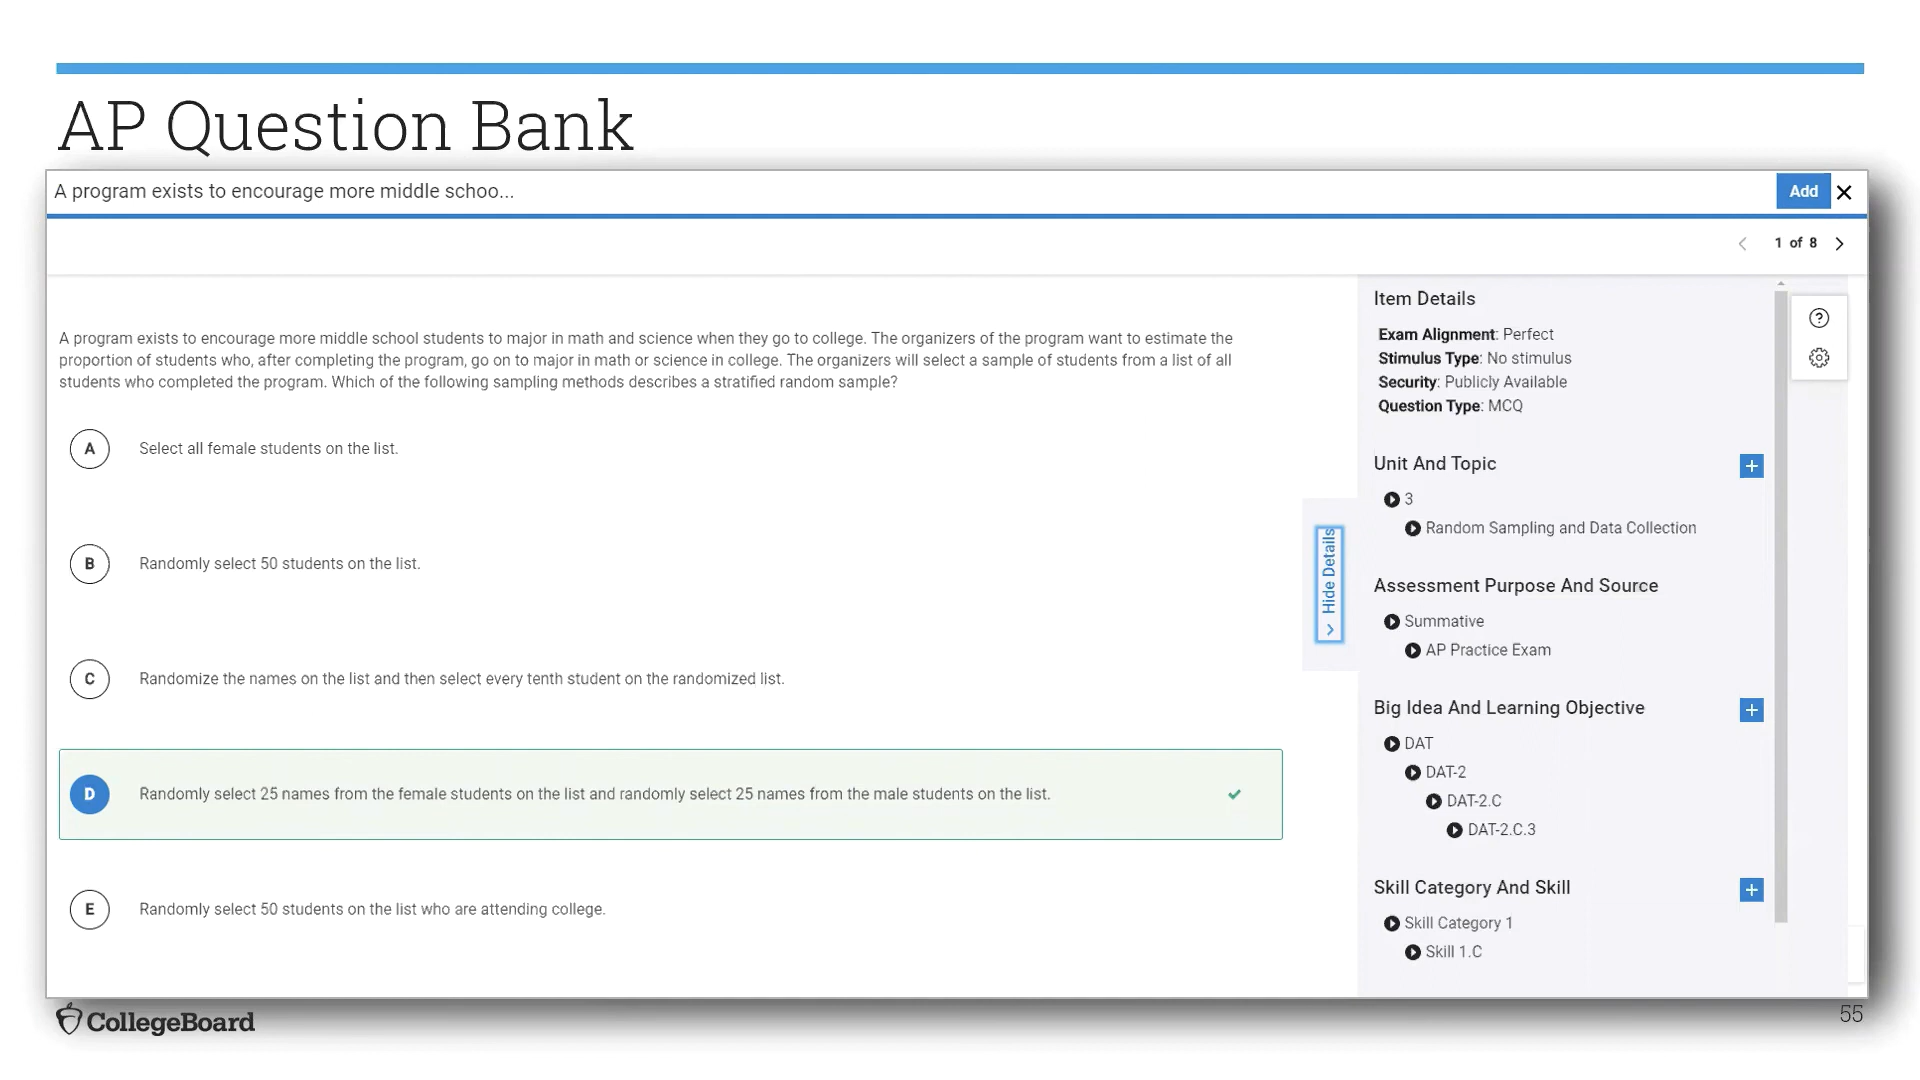 AP Question Bank
A program exists to encourage more middle schoo...
Add
1 of 8
A program exists to encourage more middle school students to major in math and science when they go to college. The organizers of the program want to estimate the
proportion of students who, after completing the program, go on to major in math or science in college. The organizers will select a sample of students from a list of all
students who completed the program. Which of the following sampling methods describes a stratified random sample?
A Select all female students on the list.
B Randomly select 50 students on the list.
C Randomize the names on the list and then select every tenth student on the randomized list.
D Randomly select 25 names from the female students on the list and randomly select 25 names from the male students on the list.
E Randomly select 50 students on the list who are attending college.
Hide Details
Item Details
Exam Alignment: Perfect
Stimulus Type: No stimulus
Security: Publicly Available
Question Type: MCQ
Unit And Topic
3
Random Sampling and Data Collection
Assessment Purpose And Source
Summative
AP Practice Exam
Big Idea And Learning Objective
DAT
DAT-2
DAT-2.C
DAT-2.C.3
Skill Category And Skill
Skill Category 1
Skill 1.C
CollegeBoard
55